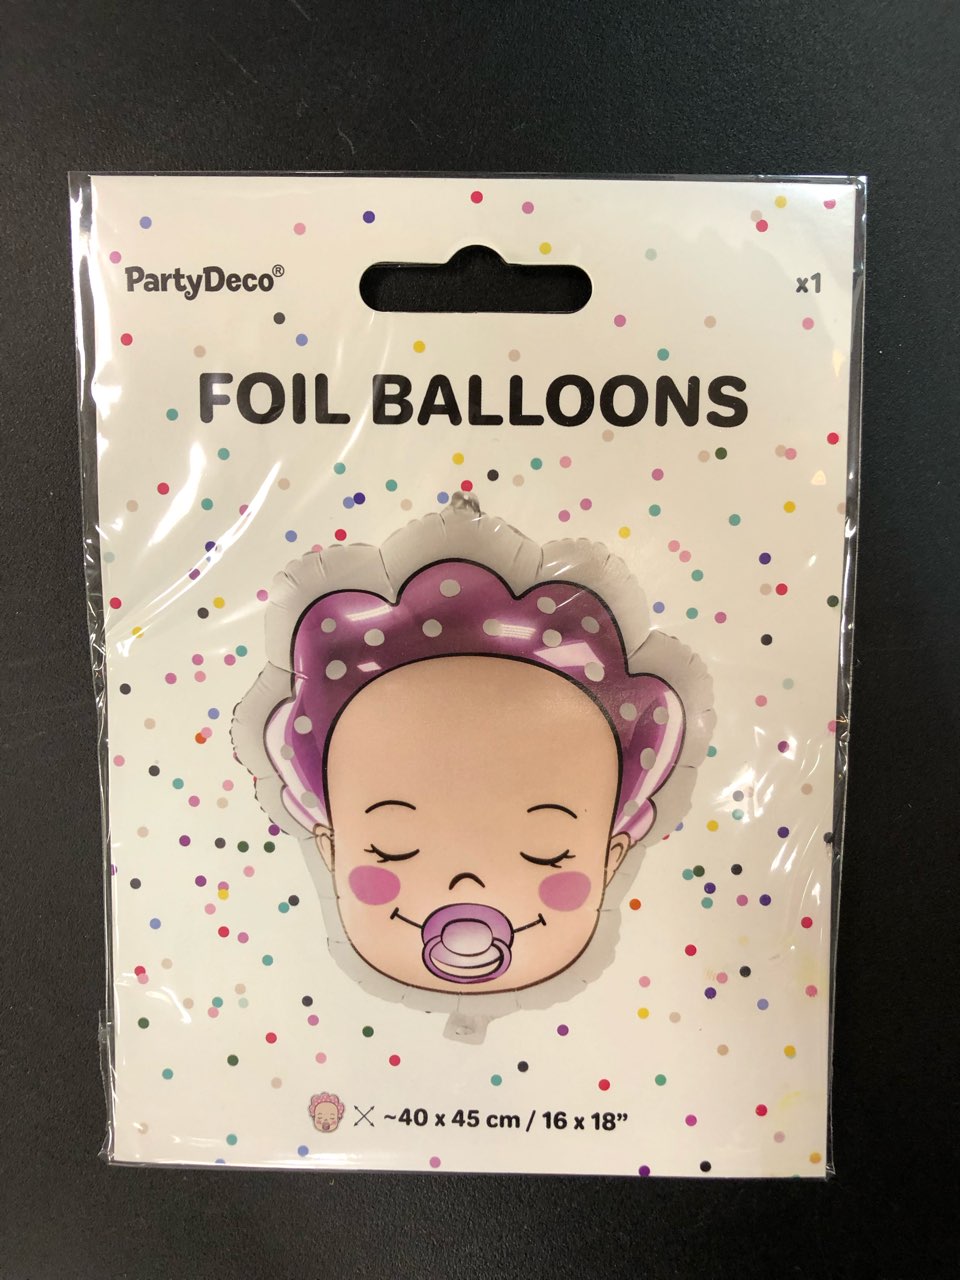 PartyDeco®
x1
FOIL BALLOONS
~40 x 45 cm / 16 x 18”